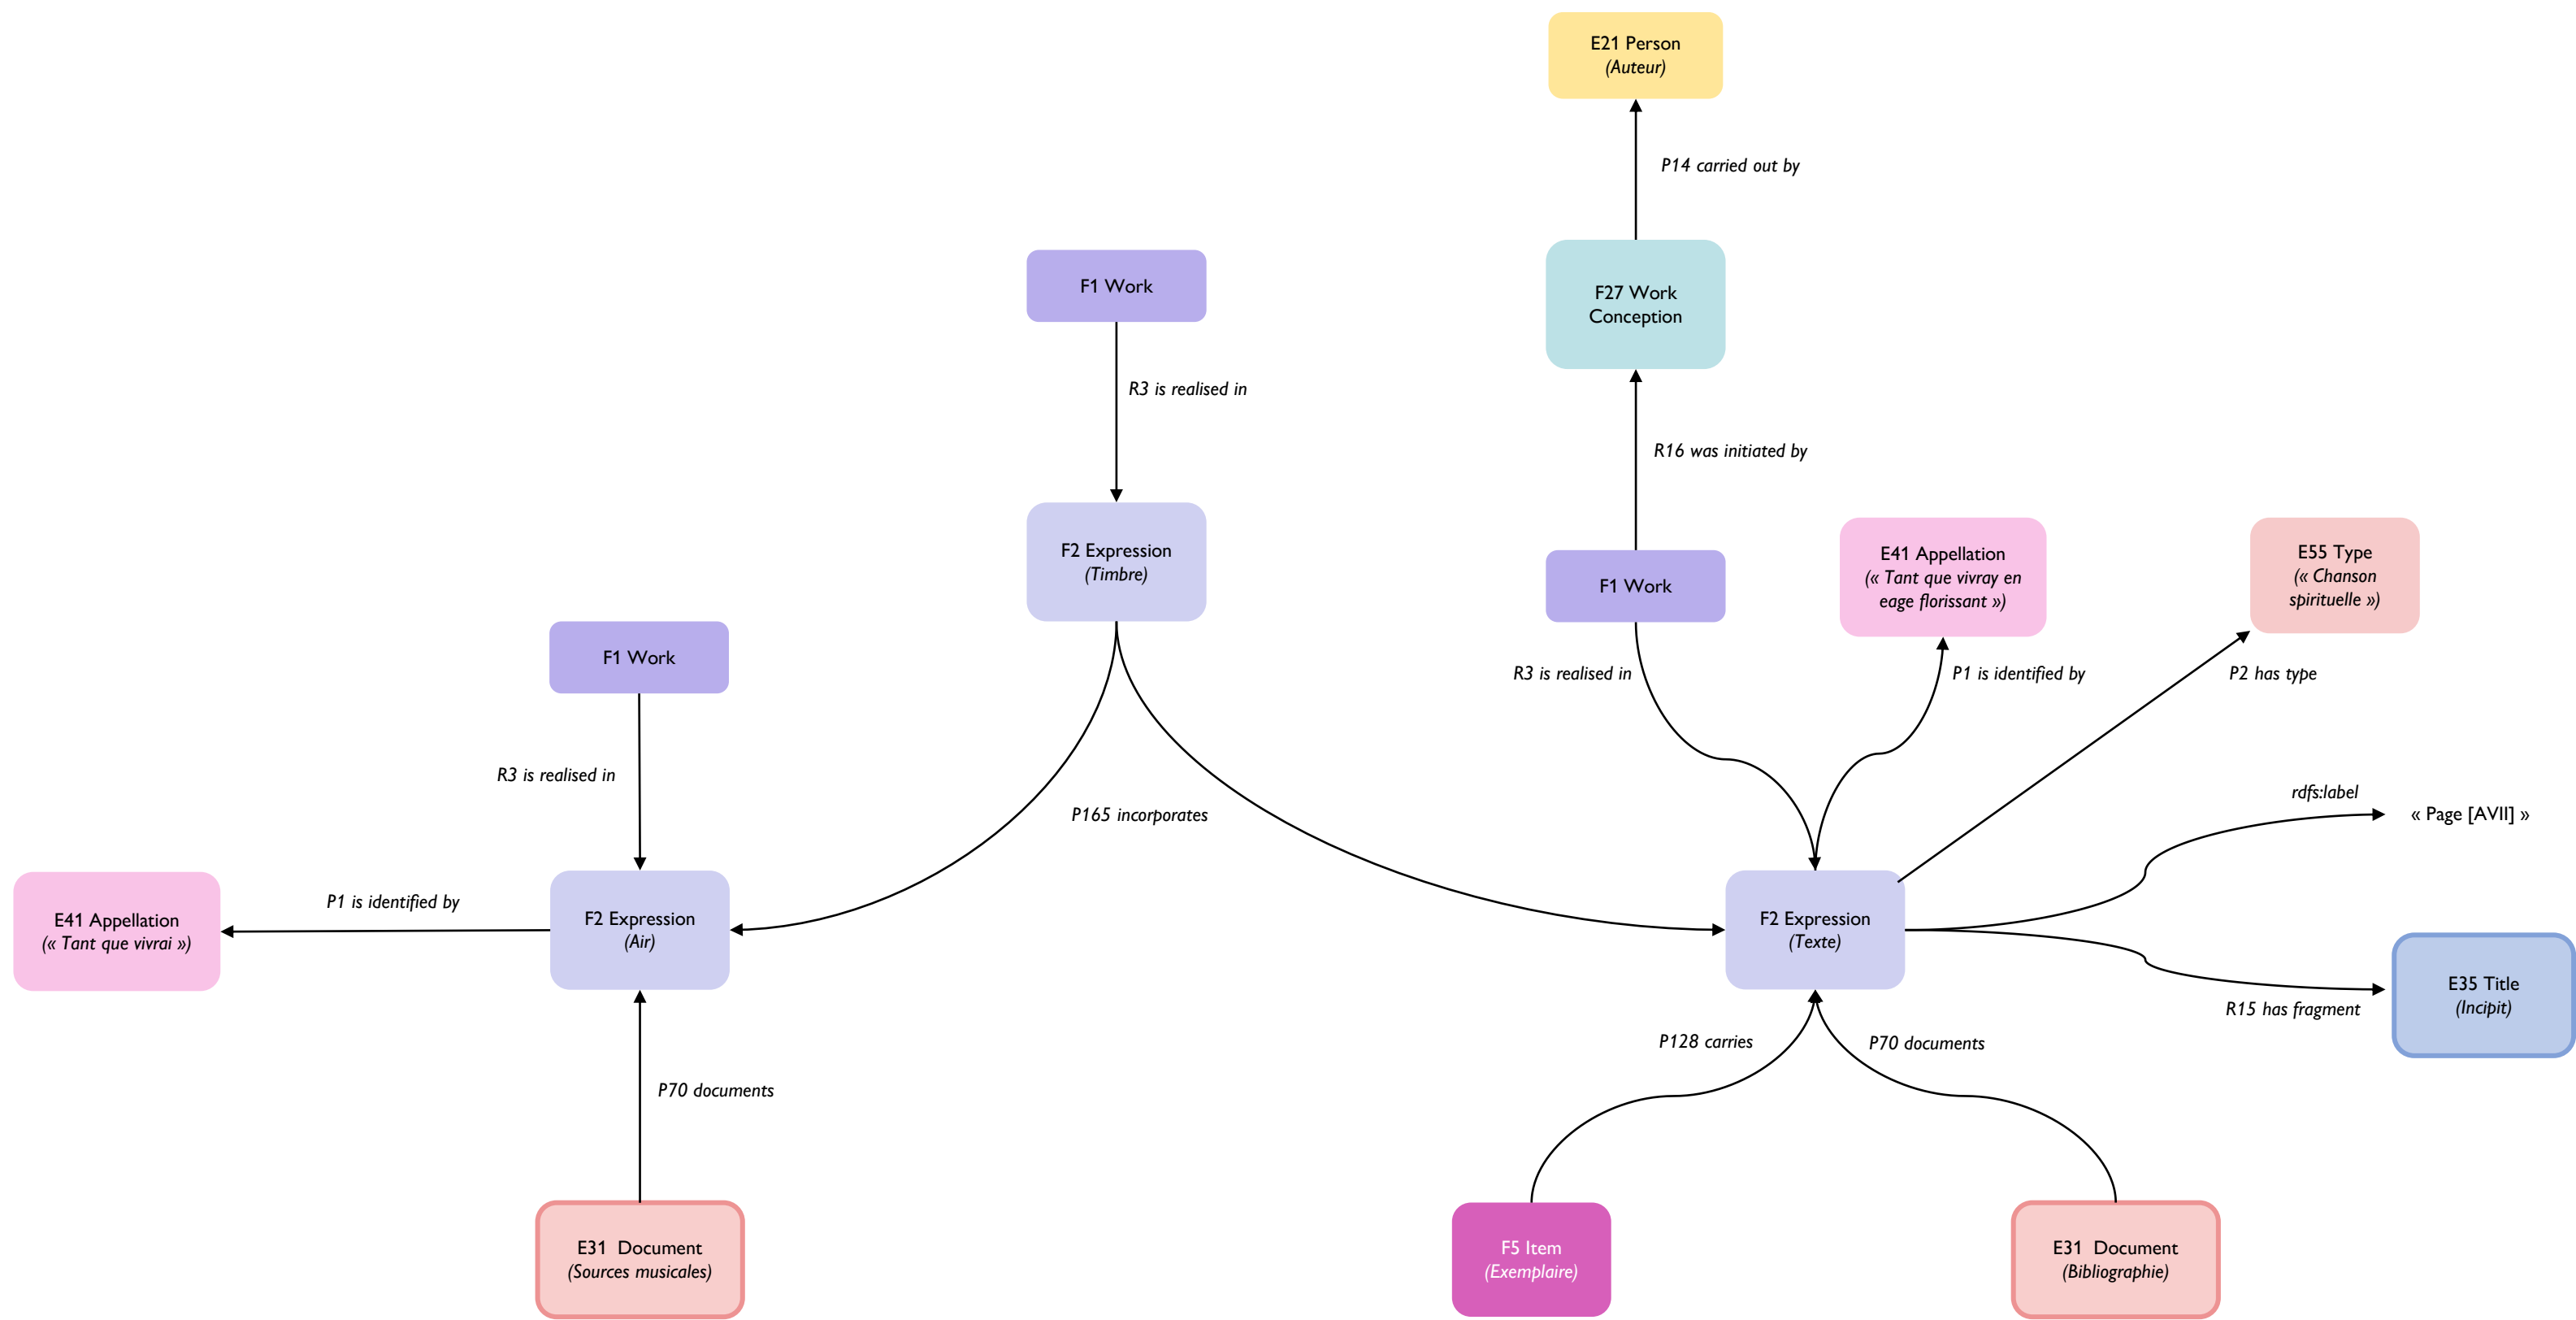 E21 Person
(Auteur)
P14 carried out by
F1 Work
F27 Work
Conception
R3 is realised in
R16 was initiated by
F2 Expression
(Timbre)
F1 Work
E41 Appellation
(« Tant que vivray en
eage florissant »)
E55 Type
(« Chanson
spirituelle »)
F1 Work
R3 is realised in
P1 is identified by
P2 has type
R3 is realised in
P165 incorporates
rdfs:label
« Page [AVII] »
E41 Appellation
(« Tant que vivrai »)
P1 is identified by
F2 Expression
(Air)
F2 Expression
(Texte)
E35 Title
(Incipit)
R15 has fragment
P128 carries
P70 documents
P70 documents
E31 Document
(Sources musicales)
F5 Item
(Exemplaire)
E31 Document
(Bibliographie)